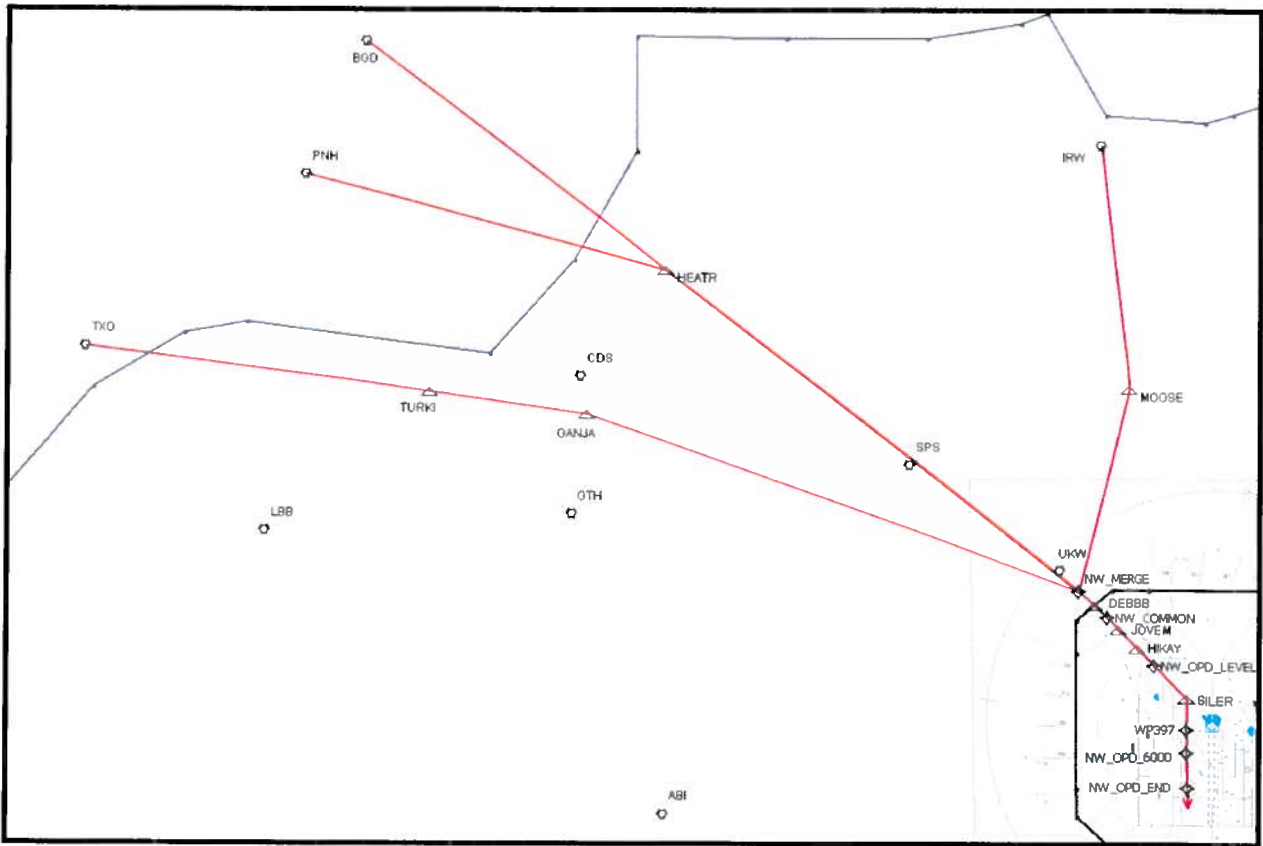 BGD
PNH
IRW
HEATR
TXO
CDS
TURKI
MOOSE
GANJA
SPS
GTH
LBB
UKW
NW_MERGE
DEBBB
NW_COMMON
JOVEM
HIKAY
NW_OPD_LEVEL
SILER
WP397
NW_OPD_6000
NW_OPD_END
ABI